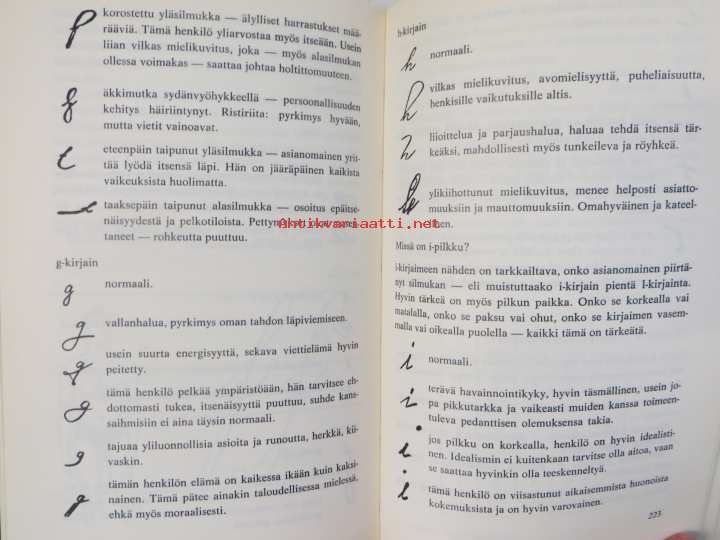 korostettu yläsilmukka — älylliset harrastukset mää-
rääviä. Tämä henkilö yliarvostaa myös itseään. Usein
liian vilkas mielikuvitus, joka — myös alasilmukan
ollessa voimakas — saattaa johtaa holtittomuuteen.
äkkimutka sydänvyöhykkeellä — persoonallisuuden
kehitys häiriintynyt. Ristiriita: pyrkimys hyvään,
mutta vietit vainoavat.
eteenpäin taipunut yläsilmukka — asianomainen yrit-
tää lyödä itsensä läpi. Hän on jääräpäinen kaikista
vaikeuksista huolimatta.
taaksepäin taipunut alasilmukka — osoitus epäitse-
näisyydestä ja pelkotiloista.
taneet — rohkeutta puuttuu.
g-kirjain
normaali.
vallanhalua, pyrkimys oman tahdon läpiviemiseen.
usein suurta energisyyttä, sekava viettielämä hyvin
peitetty.
tämä henkilö pelkää ympäristöään, hän tarvitsee eh-
dottomasti tukea, itsenäisyyttä puuttuu, suhde kans-
saihmisiin ei aina täysin normaali.
tajuaa yliluonnollisia asioita ja runoutta, herkkä, kii-
vaskin.
tämän henkilön elämä on kaikessa ikään kuin kaksi-
nainen. Tämä pätee ainakin taloudellisessa mielessä,
ehkä myös moraalisesti.
h-kirjain
normaali.
vilkas mielikuvitus, avomielisyyttä, puheliaisuutta,
henkisille vaikutuksille altis.
liioittelua ja parjaushalua, haluaa tehdä itsensä tär-
keäksi, mahdollisesti myös tunkeileva ja röyhkeä.
ylikiihottunut mielikuvitus, menee helposti asiatto-
muuksiin ja mauttomuuksiin. Omahyväinen ja kateel-
linen.
Antikvariaatti.net
Missä on i-pilkku?
i-kirjaimeen nähden on tarkkailtava, onko asianomainen piirtä-
nyt silmukan — eli muistuttaako i-kirjain pientä l-kirjainta.
Hyvin tärkeä on myös pilkun paikka. Onko se korkealla vai
matalalla, onko se paksu vai ohut, onko se kirjaimen vasem-
malla vai oikealla puolella — kaikki tämä on tärkeätä.
normaali.
terävä havainnointikyky, hyvin täsmällinen, usein jo-
pa pikkutarkka ja vaikeasti muiden kanssa toimeen-
tuleva pedanttisen olemuksensa takia.
jos pilkku on korkealla, henkilö on hyvin idealisti-
nen. Idealismin ei kuitenkaan tarvitse olla aitoa, vaan
se saattaa hyvinkin olla teeskenneltyä.
tämä henkilö on viisastunut aikaisemmista huonoista
kokemuksista ja on hyvin varovainen.
223